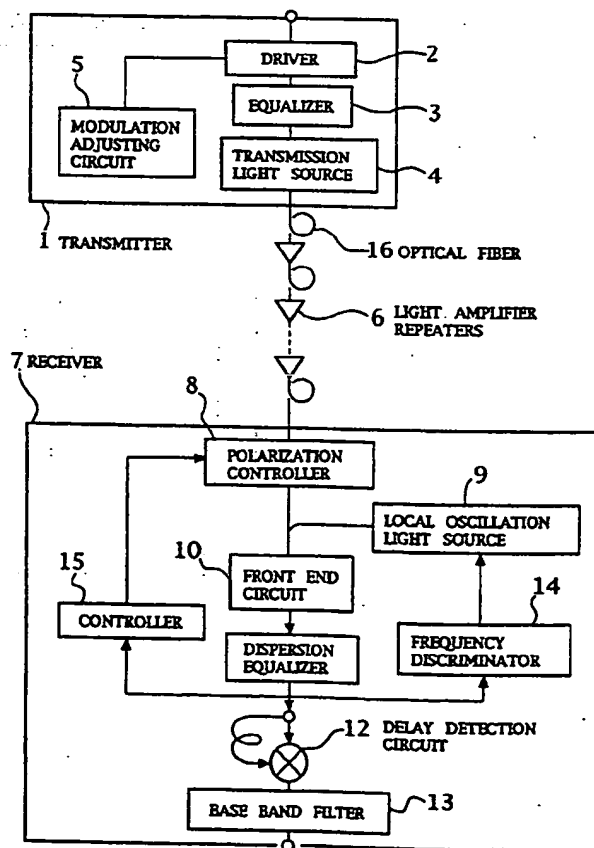 DRIVER
2
5
EQUALIZER
3
MODULATION
ADJUSTING
CIRCUIT
TRANSMISSION
LIGHT SOURCE
4
1 TRANSMITTER
16 OPTICAL FIBER
6 LIGHT AMPLIFIER
REPEATERS
7 RECEIVER
8
POLARIZATION
CONTROLLER
9
LOCAL OSCILLATION
LIGHT SOURCE
10
FRONT END
CIRCUIT
15
CONTROLLER
14
FREQUENCY
DISCRIMINATOR
DISPERSION
EQUALIZER
12 DELAY DETECTION
CIRCUIT
BASE BAND FILTER
13